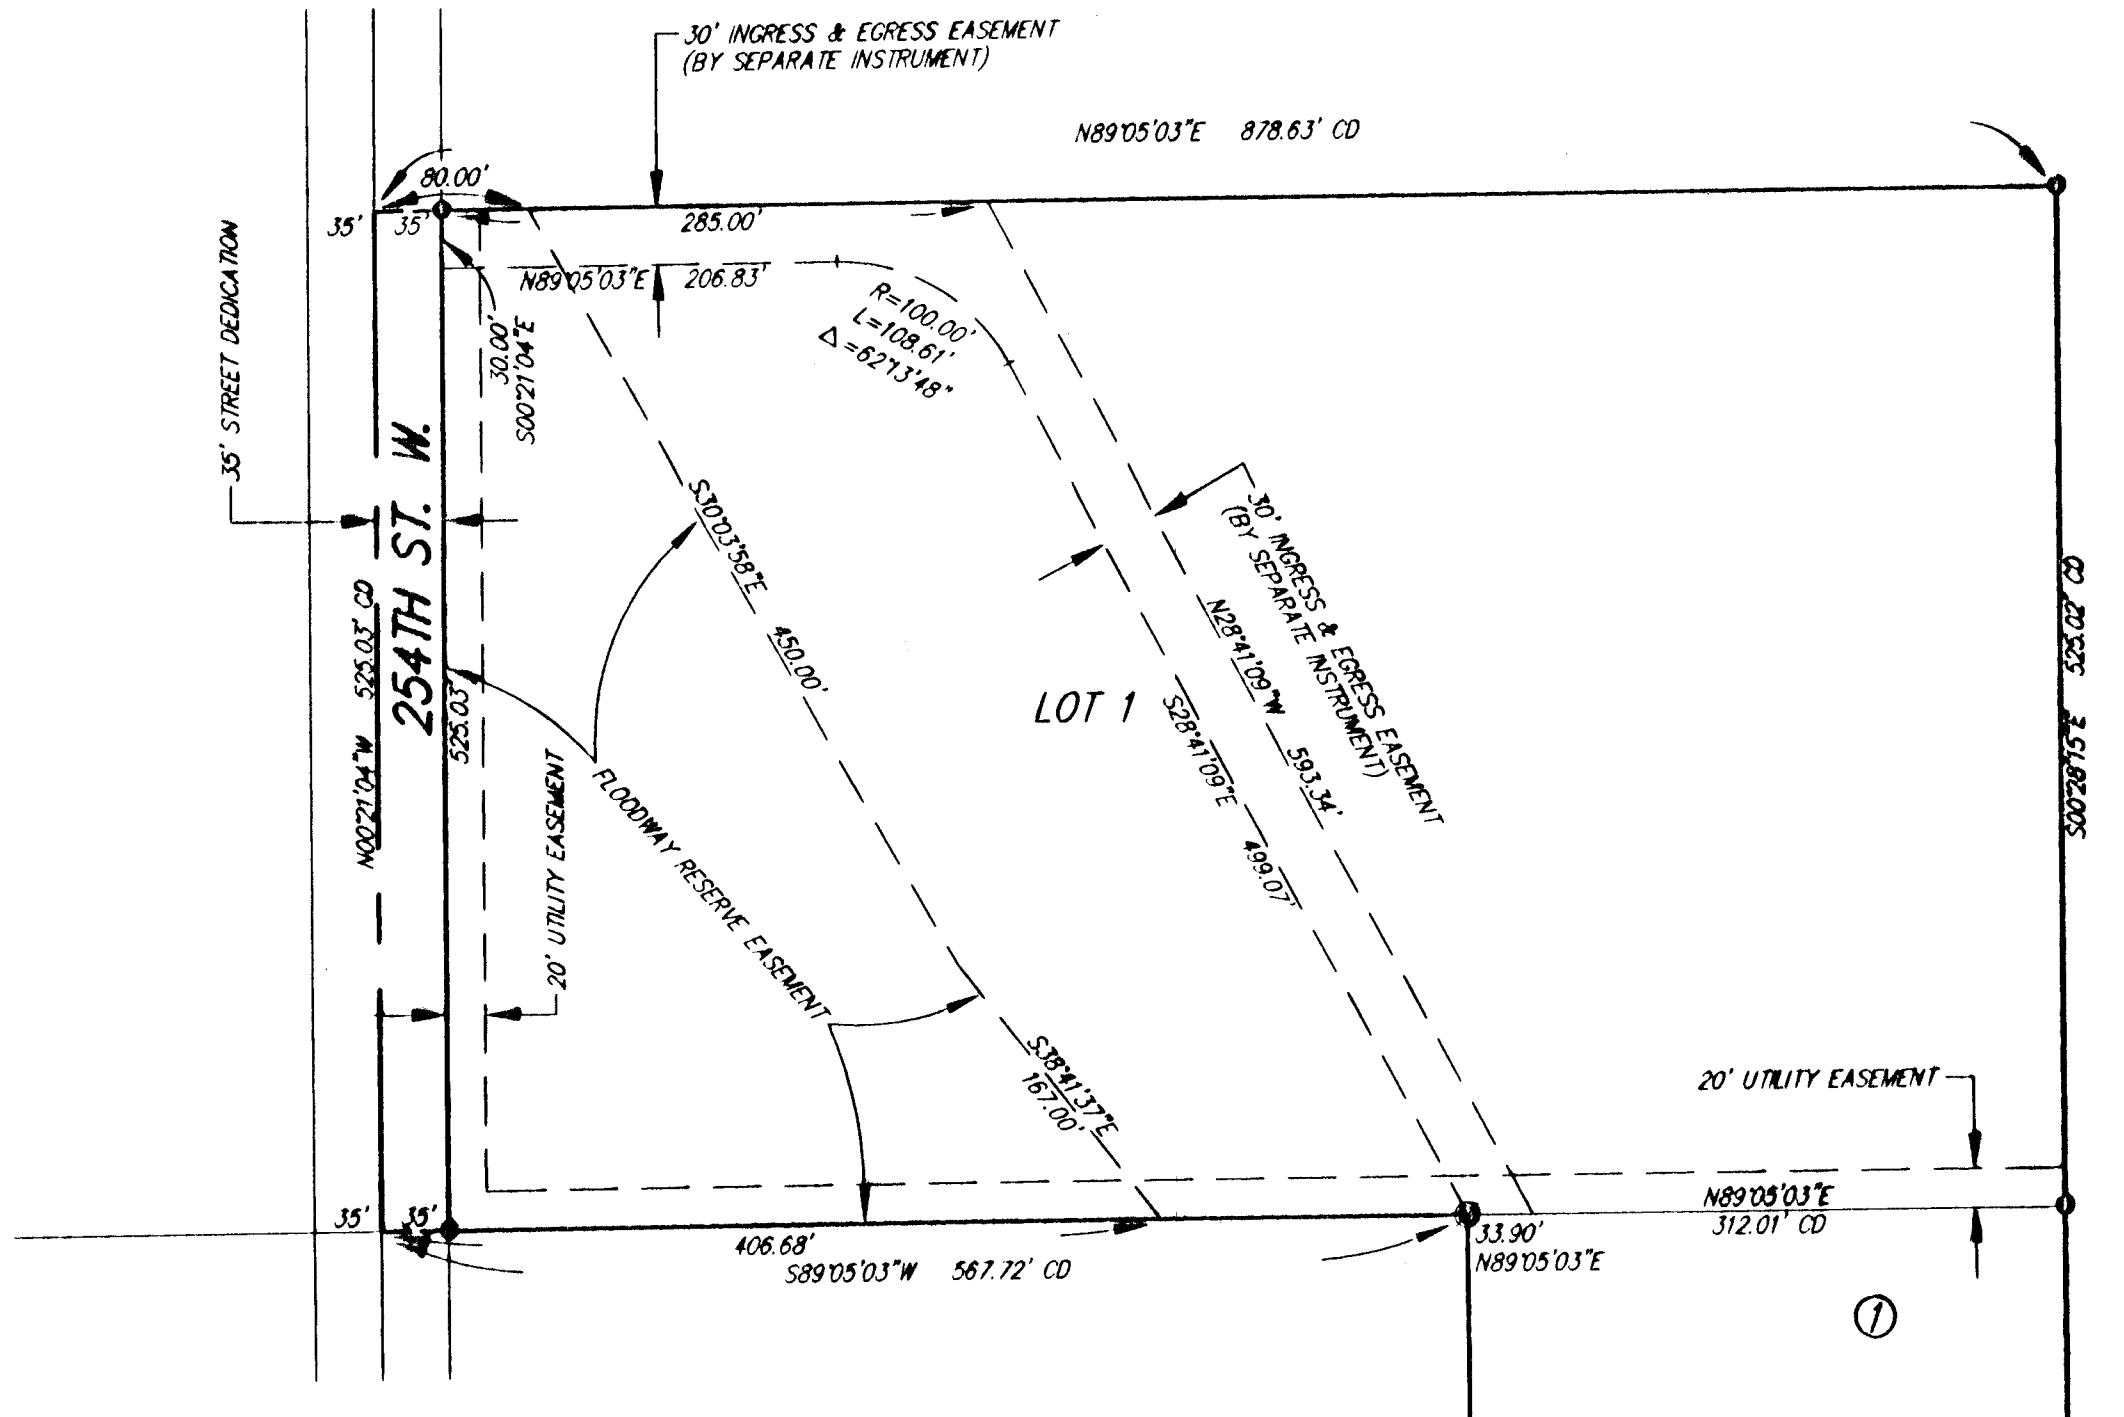 30' INGRESS & EGRESS EASEMENT
(BY SEPARATE INSTRUMENT)
N89°05'03"E 878.63' CD
80.00'
35'
35'
285.00'
N89°05'03"E 206.83'
R=100.00'
L=108.61'
Δ=62°13'48"
30.00'
S00°21'04"E
35' STREET DEDICATION
254TH ST. W.
N00°21'04"W 525.03' CD
525.03'
S30°03'58"E 450.00'
FLOODWAY RESERVE EASEMENT
20' UTILITY EASEMENT
LOT 1
30' INGRESS & EGRESS EASEMENT
(BY SEPARATE INSTRUMENT)
N28°41'09"W 593.34'
S28°41'09"E 499.07'
S00°28'15"E 525.02' CD
S38°41'37"E
167.00'
20' UTILITY EASEMENT
N89°05'03"E
312.01' CD
35'
35'
406.68'
S89°05'03"W 567.72' CD
33.90'
N89°05'03"E
1